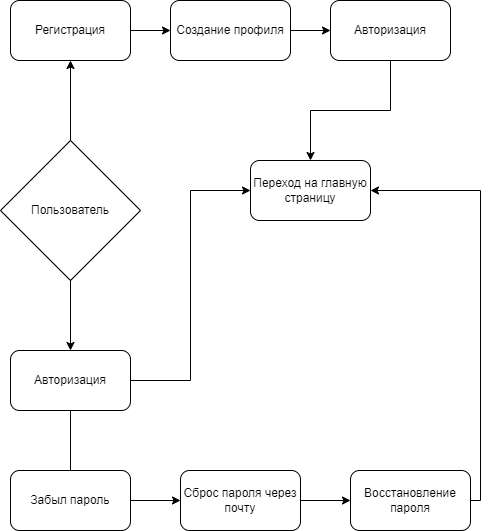 Регистрация
Создание профиля
Авторизация
Переход на главную
страницу
Пользователь
Авторизация
Забыл пароль
Сброс пароля через
почту
Восстановление
пароля